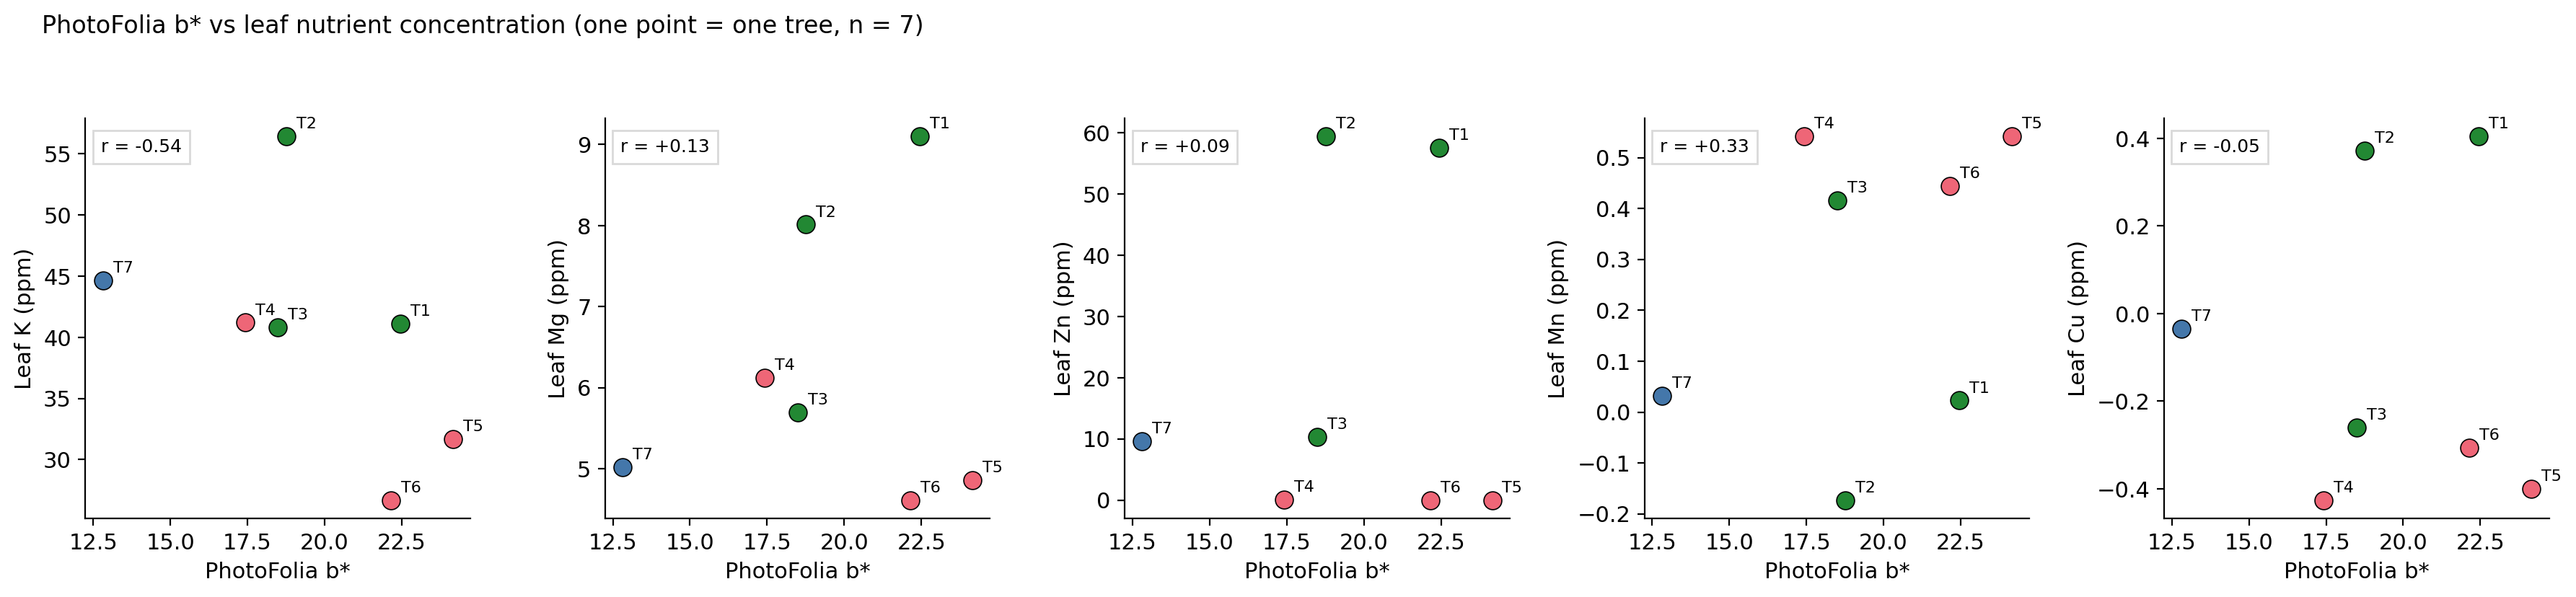 PhotoFolia b* vs leaf nutrient concentration (one point = one tree, n = 7)
r = -0.54
Leaf K (ppm)
55
50
45
40
35
30
T2
T7
T4
T3
T1
T5
T6
12.5 15.0 17.5 20.0 22.5
PhotoFolia b*
r = +0.13
Leaf Mg (ppm)
9
8
7
6
5
T1
T2
T4
T3
T7
T5
T6
12.5 15.0 17.5 20.0 22.5
PhotoFolia b*
r = +0.09
Leaf Zn (ppm)
60
50
40
30
20
10
0
T2
T1
T7
T3
T4
T6
T5
12.5 15.0 17.5 20.0 22.5
PhotoFolia b*
r = +0.33
Leaf Mn (ppm)
0.5
0.4
0.3
0.2
0.1
0.0
−0.1
−0.2
T4
T5
T6
T3
T7
T1
T2
12.5 15.0 17.5 20.0 22.5
PhotoFolia b*
r = -0.05
Leaf Cu (ppm)
0.4
0.2
0.0
−0.2
−0.4
T1
T2
T7
T3
T6
T5
T4
12.5 15.0 17.5 20.0 22.5
PhotoFolia b*